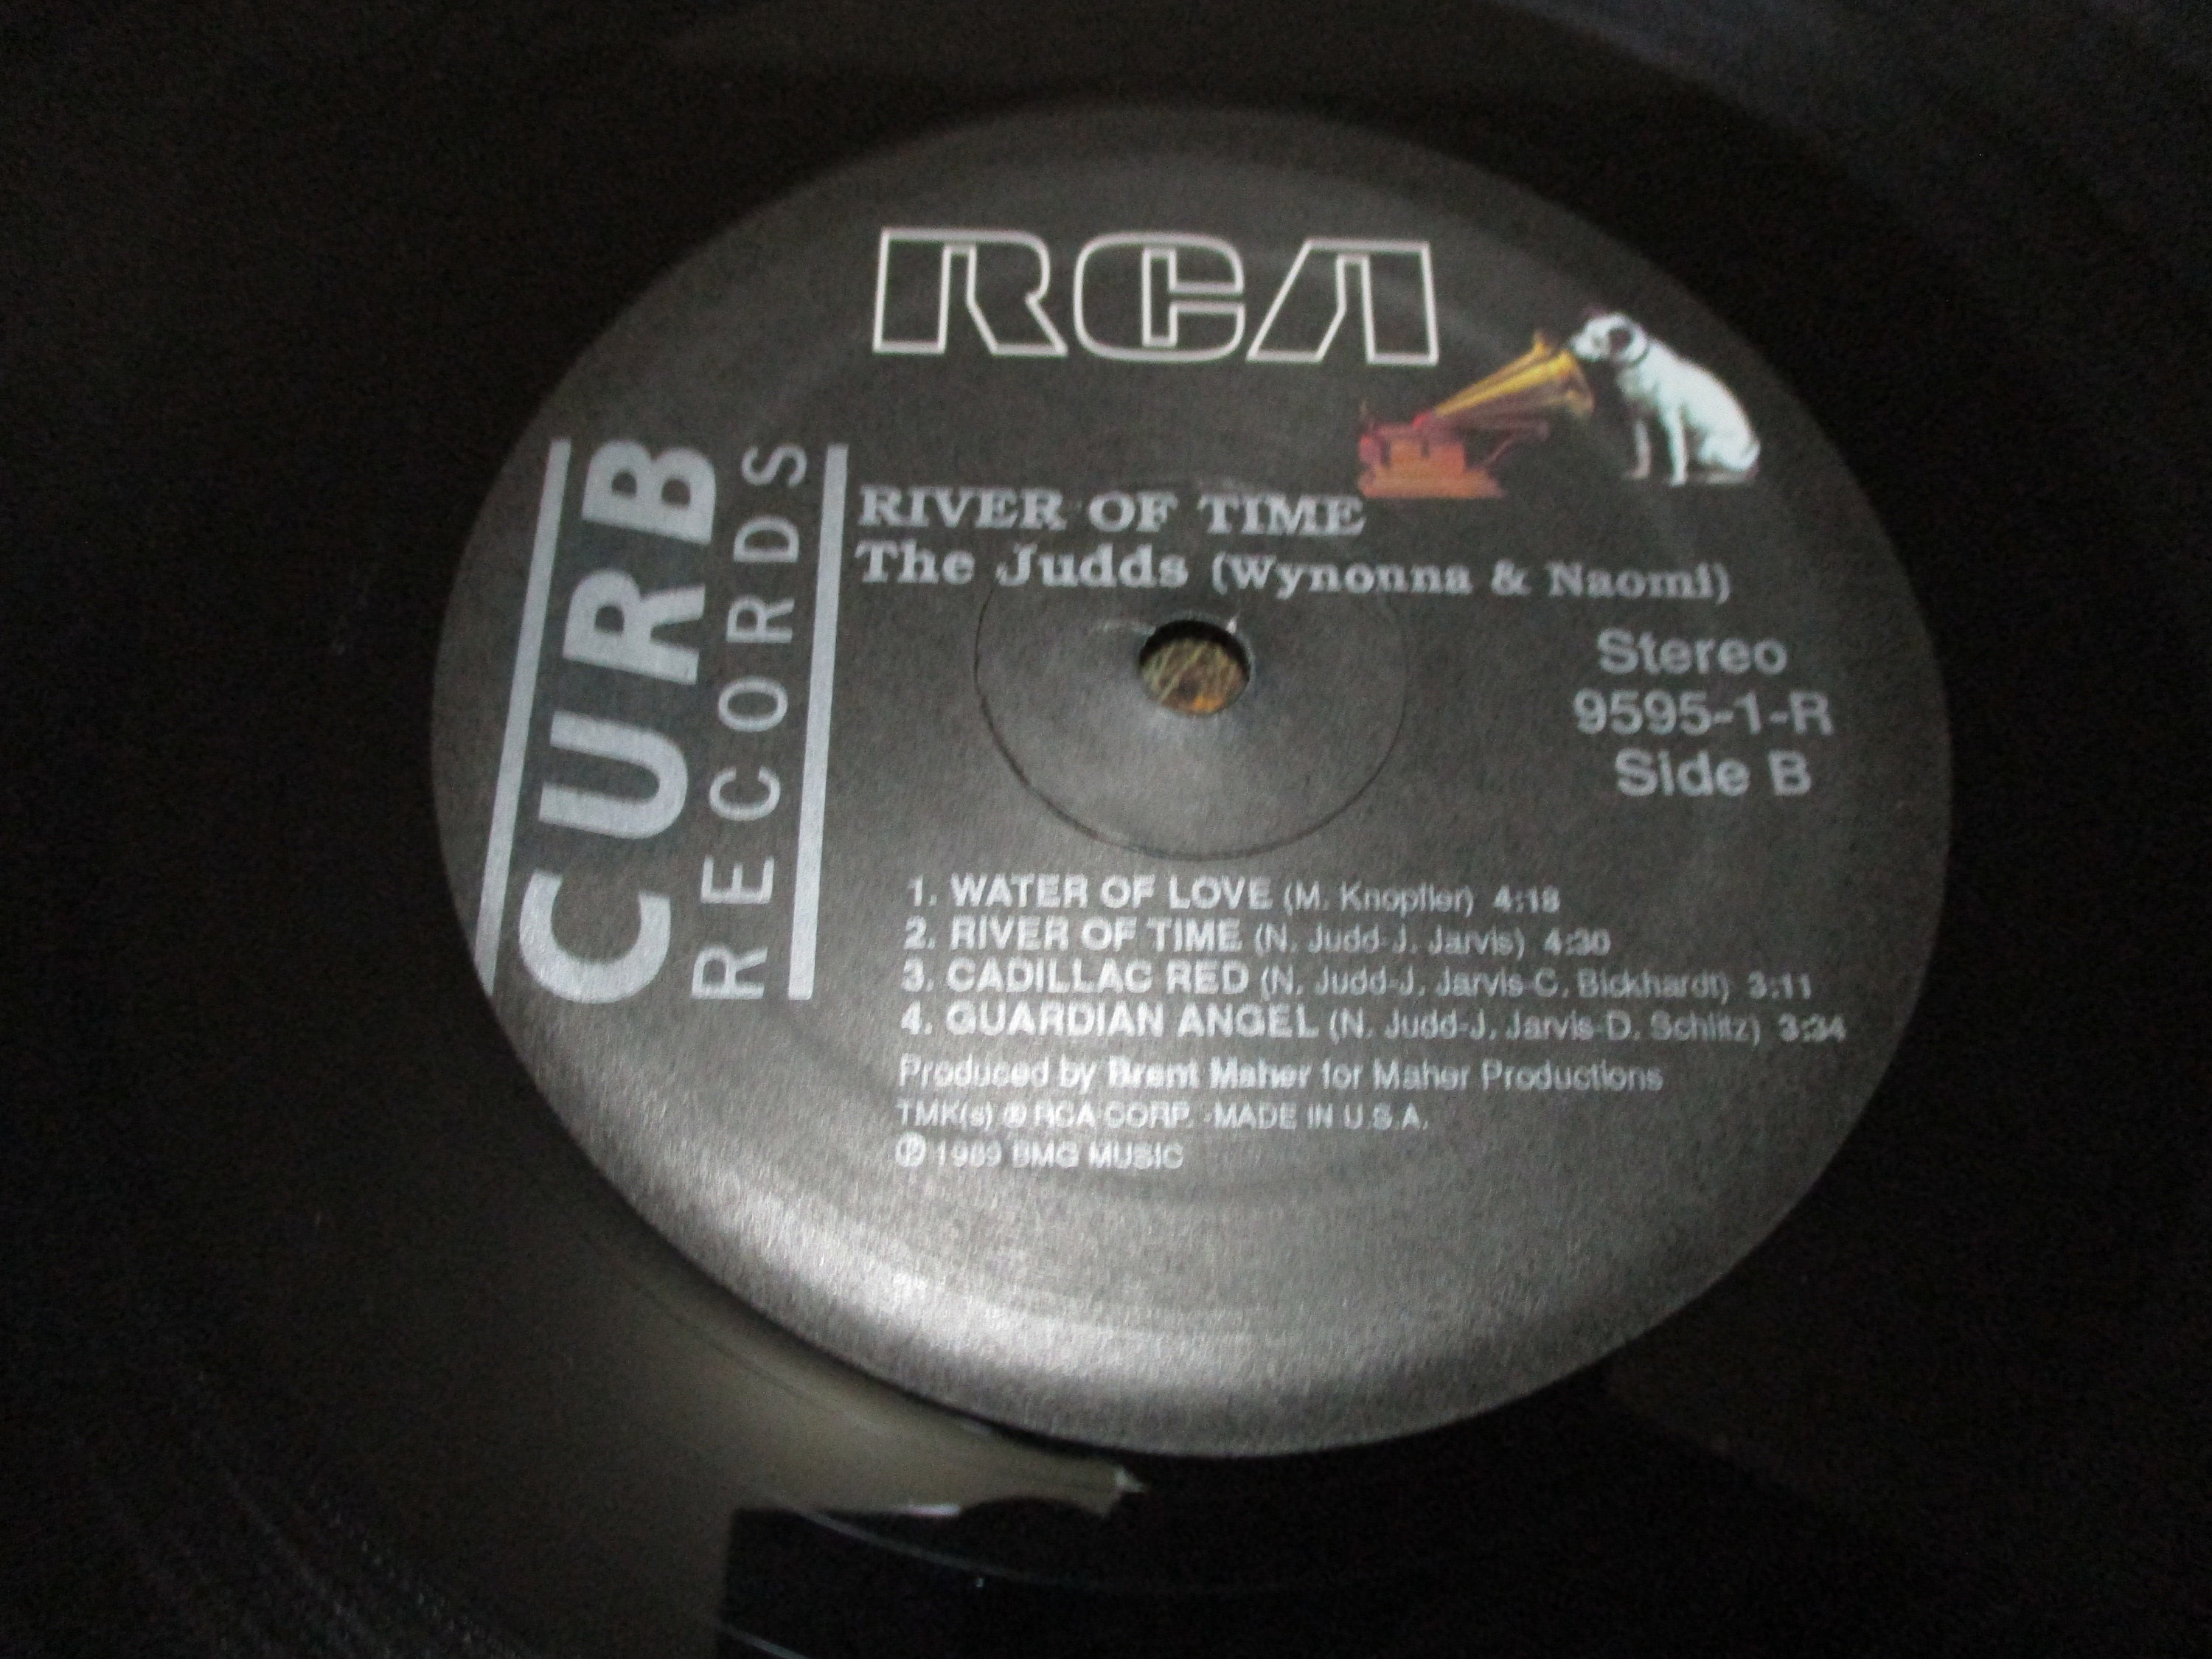 RCA
CURB
RECORDS
RIVER OF TIME
The Judds (Wynonna & Naomi)
Stereo
9595-1-R
Side B
1. WATER OF LOVE (M. Knopfler) 4:18
2. RIVER OF TIME (N. Judd-J. Jarvis) 4:30
3. CADILLAC RED (N. Judd-J. Jarvis-C. Bickhardt) 3:11
4. GUARDIAN ANGEL (N. Judd-J. Jarvis-D. Schlitz) 3:34
Produced by Brent Maher for Maher Productions
TMK(s) ® RCA CORP. -MADE IN U.S.A.
℗ 1989 BMG MUSIC